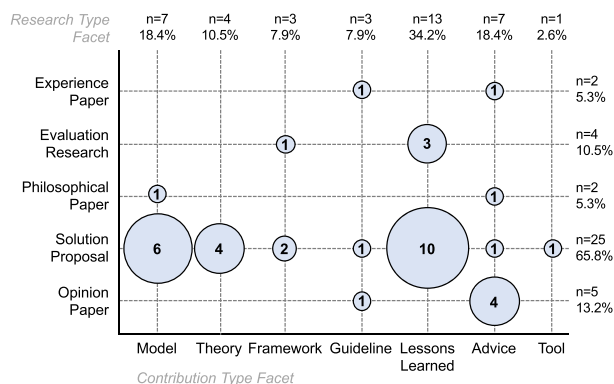 Research Type
Facet
n=7 n=4 n=3 n=3 n=13 n=7 n=1
18.4% 10.5% 7.9% 7.9% 34.2% 18.4% 2.6%
Experience
Paper
1 1
n=2
5.3%
Evaluation
Research
1 3
n=4
10.5%
Philosophical
Paper
1 1
n=2
5.3%
Solution
Proposal
6 4 2 1 10 1 1
n=25
65.8%
Opinion
Paper
1 4
n=5
13.2%
Model Theory Framework Guideline Lessons Advice Tool
Learned
Contribution Type Facet